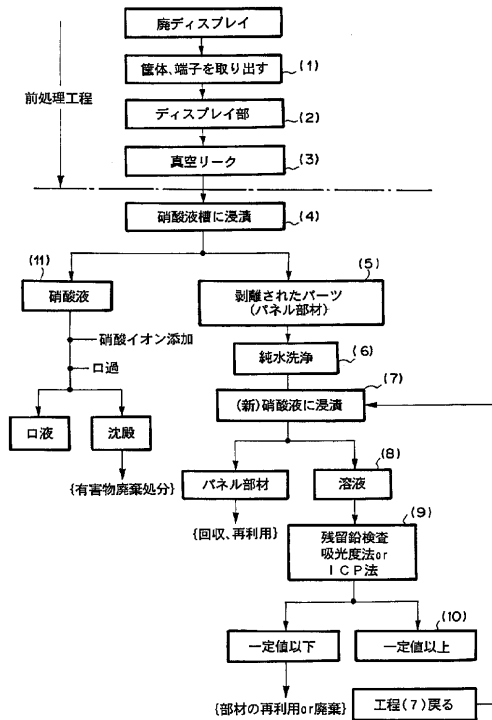 廃ディスプレイ
筐体、端子を取り出す
(1)
前処理工程
ディスプレイ部
(2)
真空リーク
(3)
硝酸液槽に浸漬
(4)
(11)
硝酸液
(5)
剥離されたパーツ
(パネル部材)
硝酸イオン添加
ロ過
純水洗浄
(6)
(7)
(新)硝酸液に浸漬
ロ液
沈殿
{有害物廃棄処分}
パネル部材
(8)
溶液
{回収、再利用}
(9)
残留鉛検査
吸光度法or
ICP法
(10)
一定値以下
一定値以上
{部材の再利用or廃棄}
工程(7)戻る